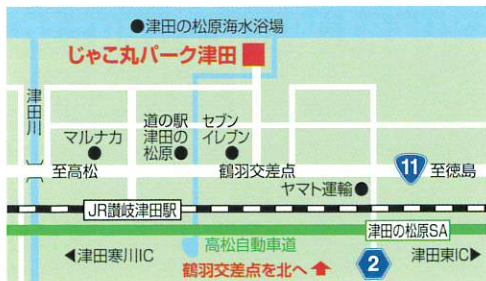 ●津田の松原海水浴場
じゃこ丸パーク津田
津田川
マルナカ
道の駅
津田の
松原
セブン
イレブン
至高松
鶴羽交差点
11
至徳島
ヤマト運輸
JR讃岐津田駅
津田の松原SA
高松自動車道
◀津田寒川IC
2
津田東IC▶
鶴羽交差点を北へ